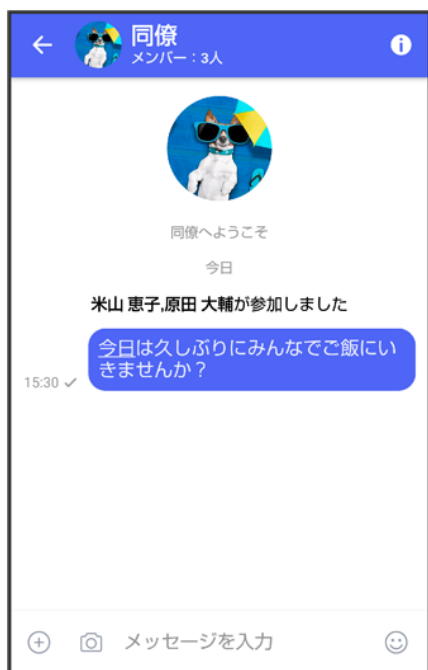 同僚
メンバー：3人
同僚へようこそ
今日
米山 恵子,原田 大輔が参加しました
今日は久しぶりにみんなでご飯にい
きませんか？
15:30
メッセージを入力